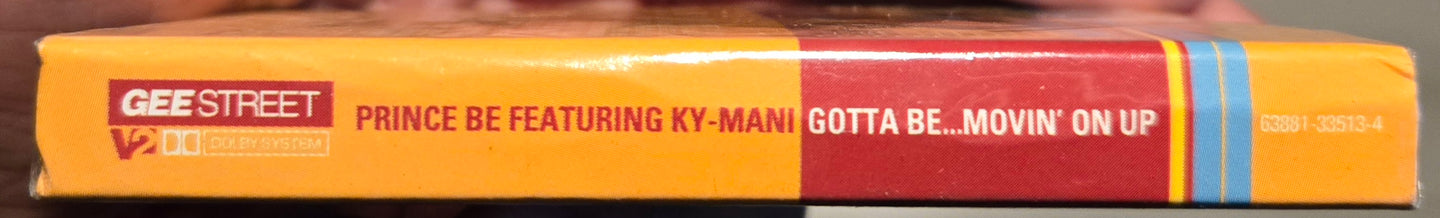 GEE STREET
V2 DOLBY SYSTEM
PRINCE BE FEATURING KY-MANI GOTTA BE...MOVIN' ON UP
63881-33513-4